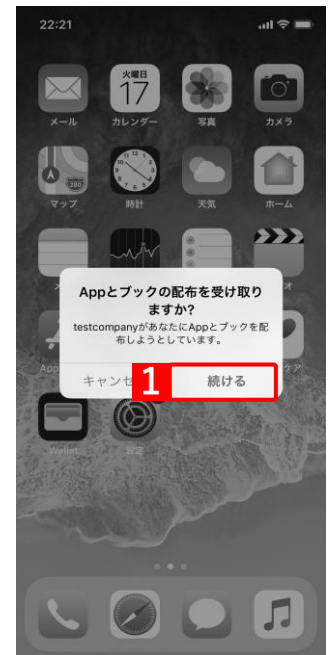 22:21
火曜日
17
メール
カレンダー
写真
カメラ
280
マップ
時計
天気
ホーム
Appとブックの配布を受け取り
ますか?
testcompanyがあなたにAppとブックを配
布しようとしています。
キャンセ
1
続ける
App
ケア
Wallet
設定